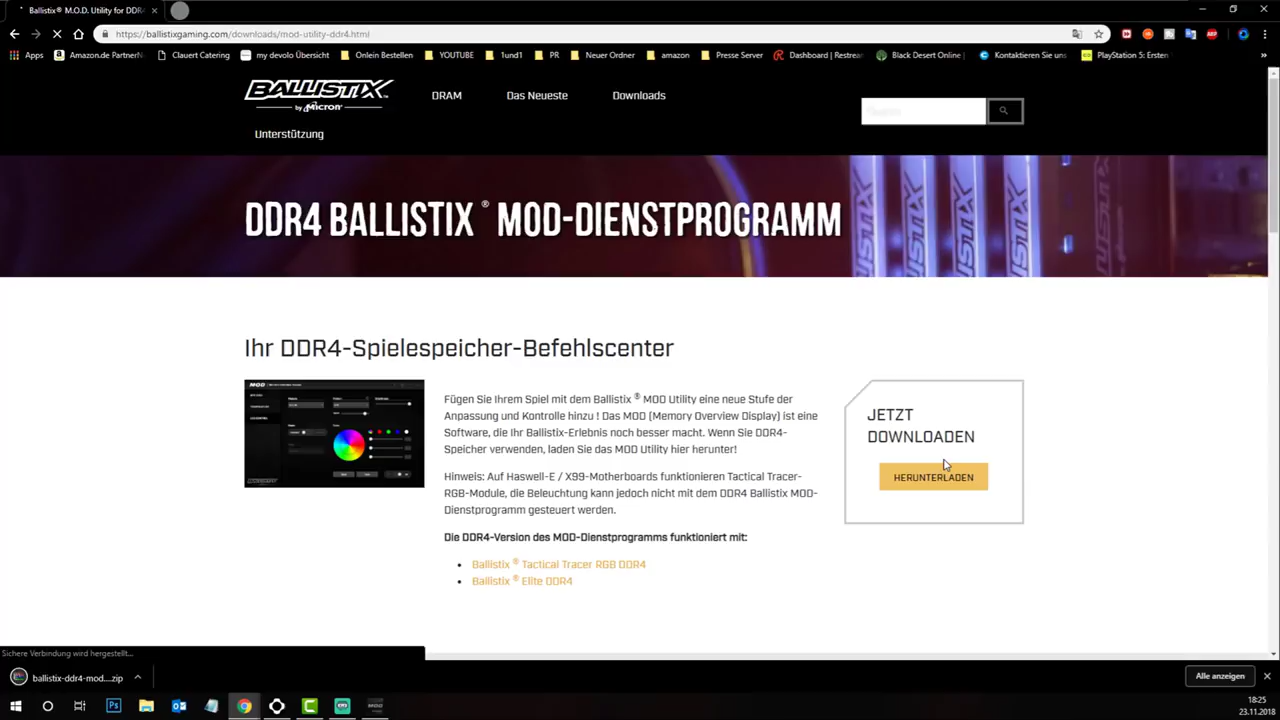 Ballistix® M.O.D. Utility for DDR4
https://ballistixgaming.com/downloads/mod-utility-ddr4.html
Apps
Amazon.de PartnerN
Clauert Catering
my devolo Übersicht
Onlein Bestellen
YOUTUBE
1und1
PR
Neuer Ordner
amazon
Presse Server
Dashboard | Restrea
Black Desert Online |
Kontaktieren Sie uns
PlayStation 5: Ersten
»
BALLISTIX™
by Micron
DRAM
Das Neueste
Downloads
Unterstützung
DDR4 BALLISTIX ® MOD-DIENSTPROGRAMM
Ihr DDR4-Spielespeicher-Befehlscenter
MOD
Fügen Sie Ihrem Spiel mit dem Ballistix ® MOD Utility eine neue Stufe der
Anpassung und Kontrolle hinzu ! Das MOD (Memory Overview Display) ist eine
Software, die Ihr Ballistix-Erlebnis noch besser macht. Wenn Sie DDR4-
Speicher verwenden, laden Sie das MOD Utility hier herunter!
Hinweis: Auf Haswell-E / X99-Motherboards funktionieren Tactical Tracer-
RGB-Module, die Beleuchtung kann jedoch nicht mit dem DDR4 Ballistix MOD-
Dienstprogramm gesteuert werden.
Die DDR4-Version des MOD-Dienstprogramms funktioniert mit:
• Ballistix ® Tactical Tracer RGB DDR4
• Ballistix ® Elite DDR4
JETZT
DOWNLOADEN
HERUNTERLADEN
Sichere Verbindung wird hergestellt...
ballistix-ddr4-mod....zip
Alle anzeigen
Ps
MOD
18:25
23.11.2018